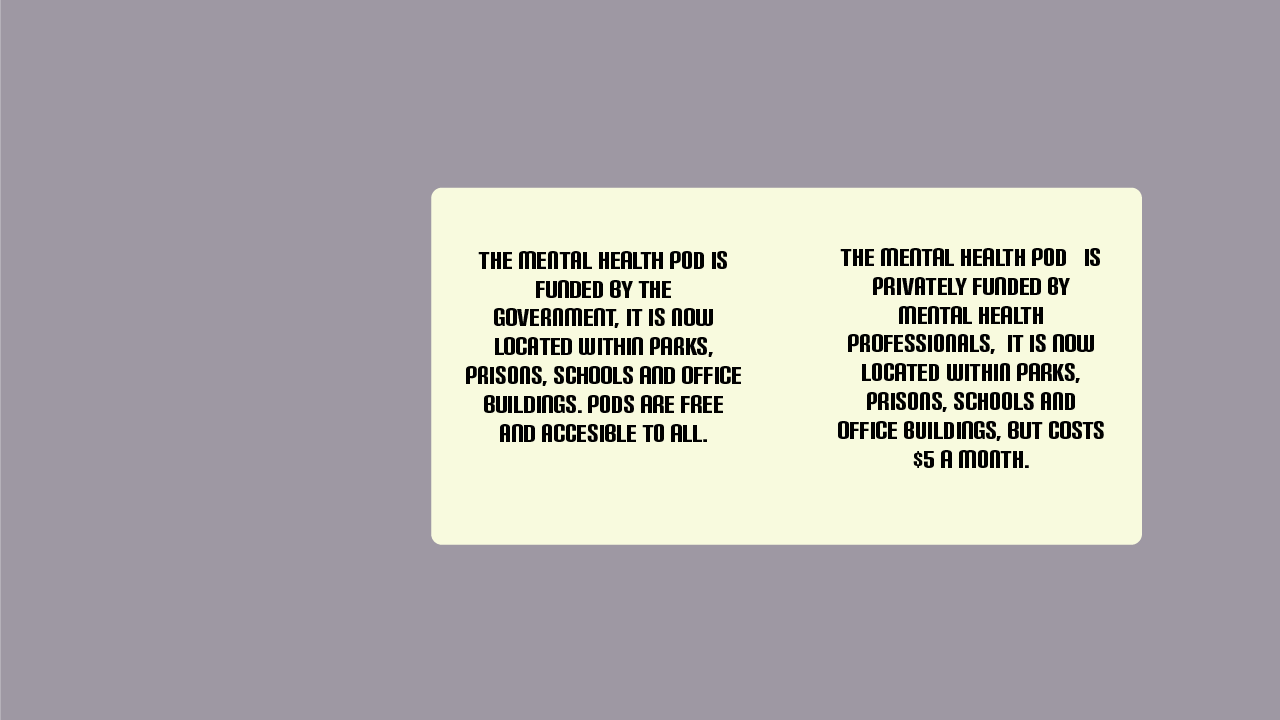 THE MENTAL HEALTH POD IS
FUNDED BY THE
GOVERNMENT, IT IS NOW
LOCATED WITHIN PARKS,
PRISONS, SCHOOLS AND OFFICE
BUILDINGS. PODS ARE FREE
AND ACCESIBLE TO ALL.
THE MENTAL HEALTH POD IS
PRIVATELY FUNDED BY
MENTAL HEALTH
PROFESSIONALS, IT IS NOW
LOCATED WITHIN PARKS,
PRISONS, SCHOOLS AND
OFFICE BUILDINGS, BUT COSTS
$5 A MONTH.